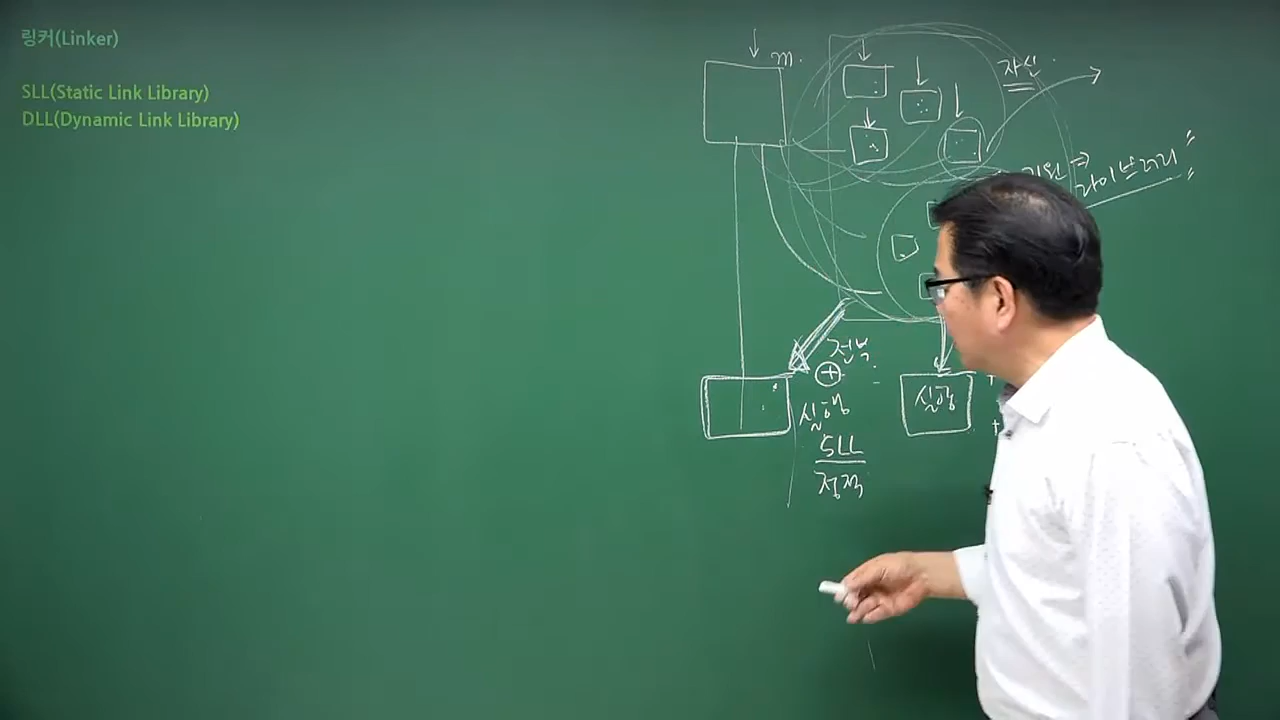 링커(Linker)
SLL(Static Link Library)
DLL(Dynamic Link Library)
m.
자신
라이브러리
전부
실행
SLL
정적
실행